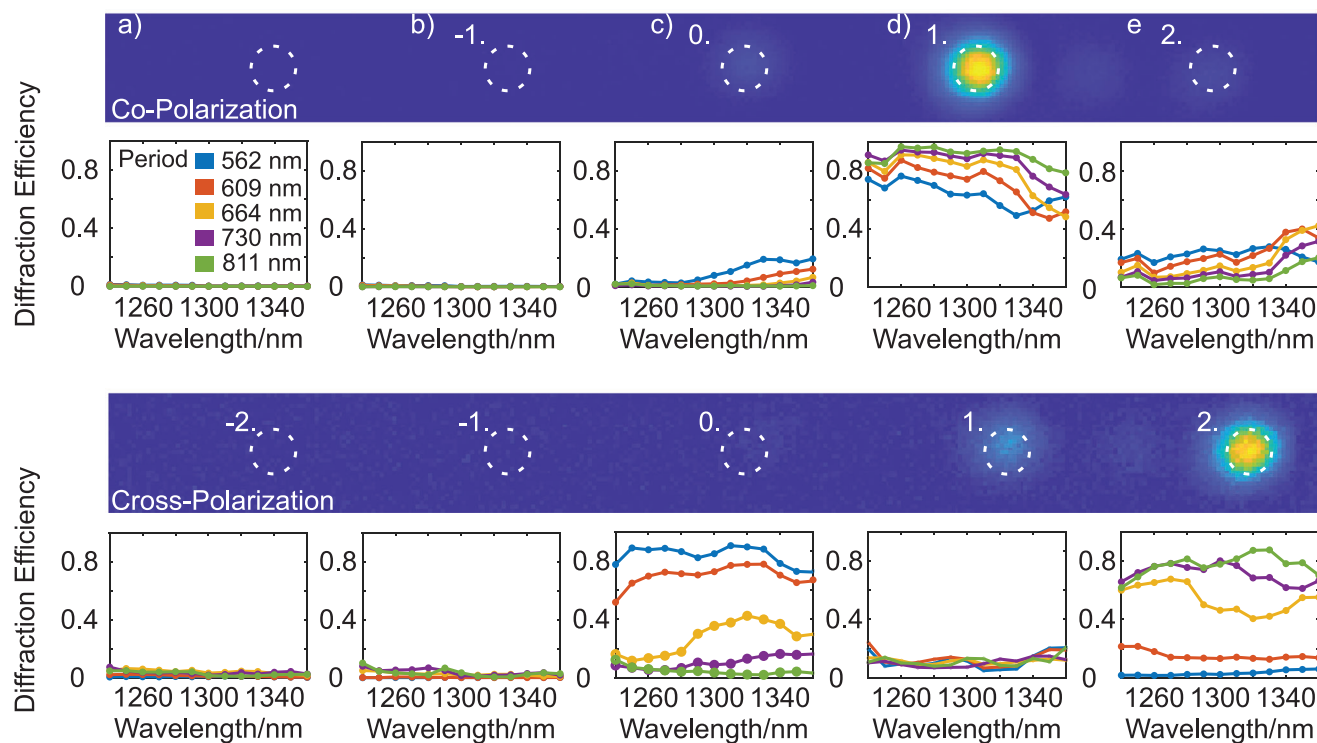 a) b) -1. c) 0. d) 1. e 2.
Co-Polarization
Diffraction Efficiency
0.8
0.4
0
Period
562 nm
609 nm
664 nm
730 nm
811 nm
1260 1300 1340
Wavelength/nm
0.8
0.4
0
1260 1300 1340
Wavelength/nm
0.8
0.4
0
1260 1300 1340
Wavelength/nm
0.8
0.4
0
1260 1300 1340
Wavelength/nm
0.8
0.4
0
1260 1300 1340
Wavelength/nm
-2. -1. 0. 1. 2.
Cross-Polarization
Diffraction Efficiency
0.8
0.4
0
1260 1300 1340
Wavelength/nm
0.8
0.4
0
1260 1300 1340
Wavelength/nm
0.8
0.4
0
1260 1300 1340
Wavelength/nm
0.8
0.4
0
1260 1300 1340
Wavelength/nm
0.8
0.4
0
1260 1300 1340
Wavelength/nm